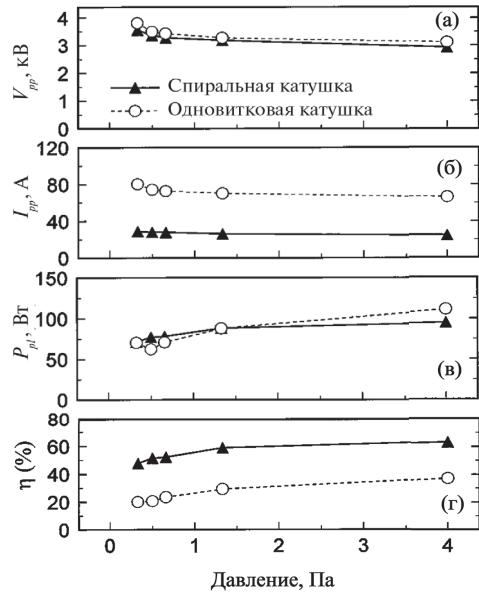 (а)
4
3
2
1
0
V_pp, кВ
Спиральная катушка
Одновитковая катушка
(б)
120
80
40
0
I_pp, А
150
100
50
0
P_pl, Вт
(в)
80
60
40
20
0
η (%)
(г)
0 1 2 3 4
Давление, Па